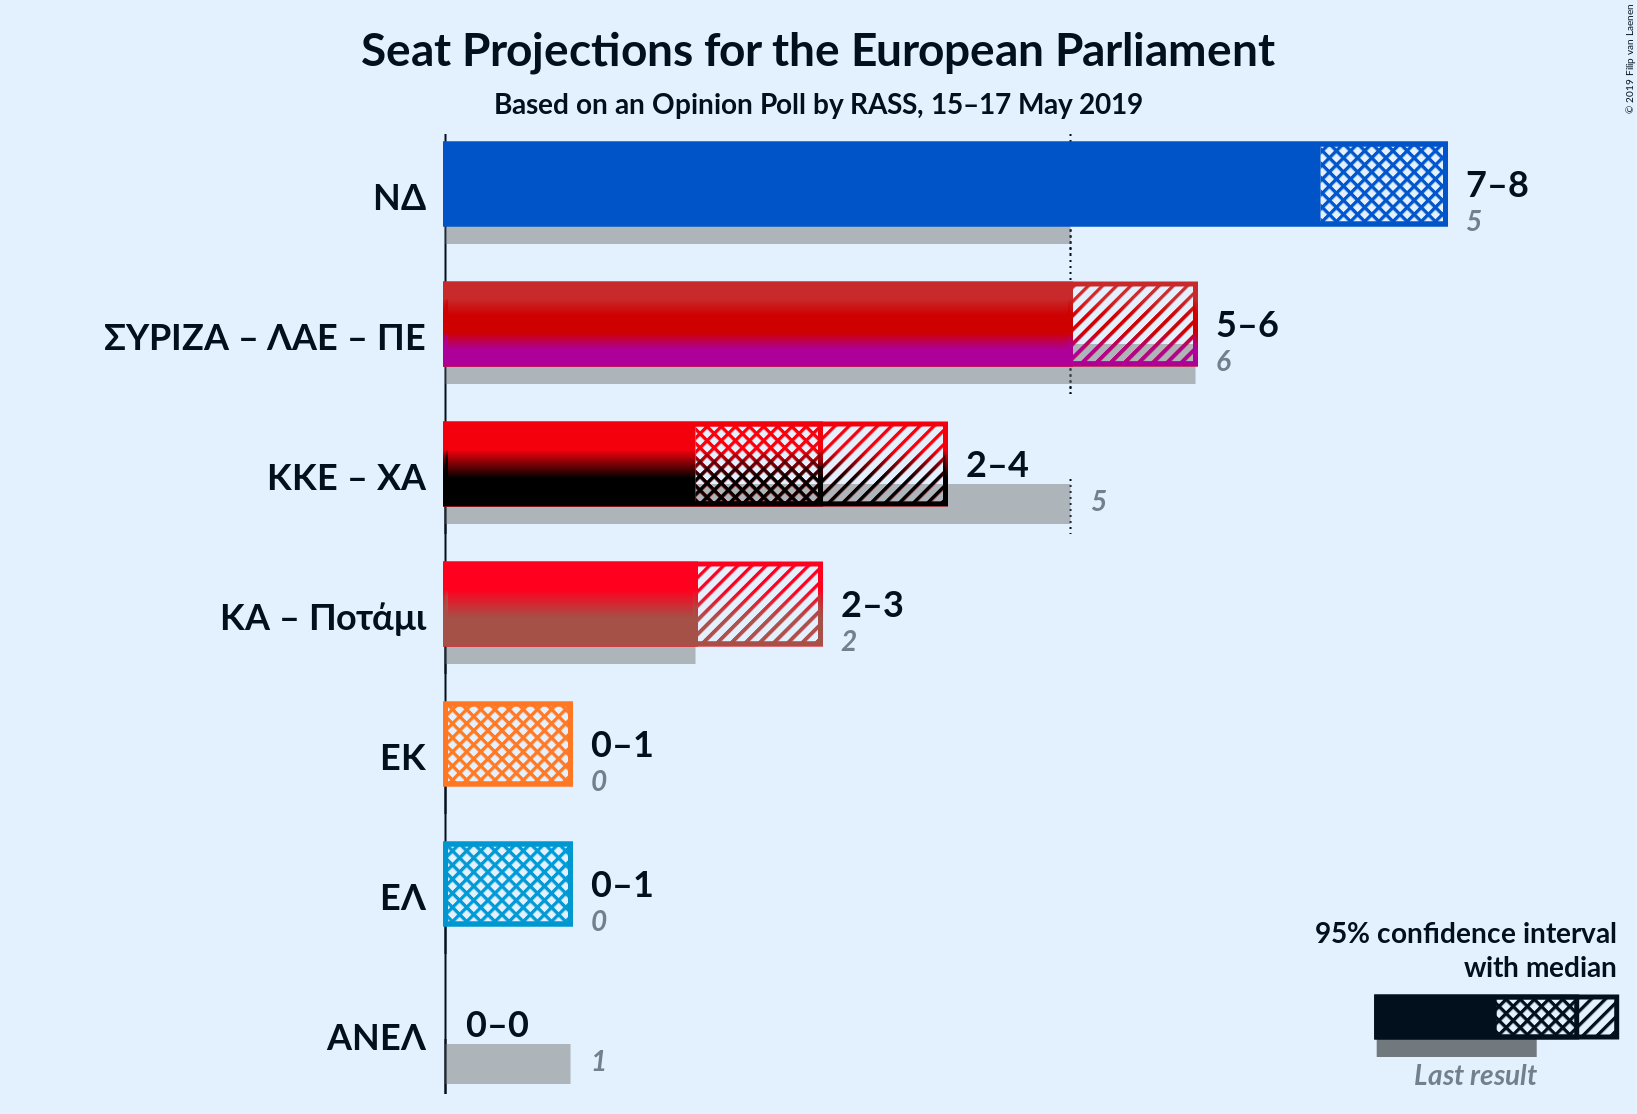 Seat Projections for the European Parliament
Based on an Opinion Poll by RASS, 15–17 May 2019
© 2019 Filip van Laenen
ΝΔ
7–8
5
ΣΥΡΙΖΑ – ΛΑΕ – ΠΕ
5–6
6
ΚΚΕ – ΧΑ
2–4
5
ΚΑ – Ποτάμι
2–3
2
ΕΚ
0–1
0
ΕΛ
0–1
0
ΑΝΕΛ
0–0
1
95% confidence interval
with median
Last result